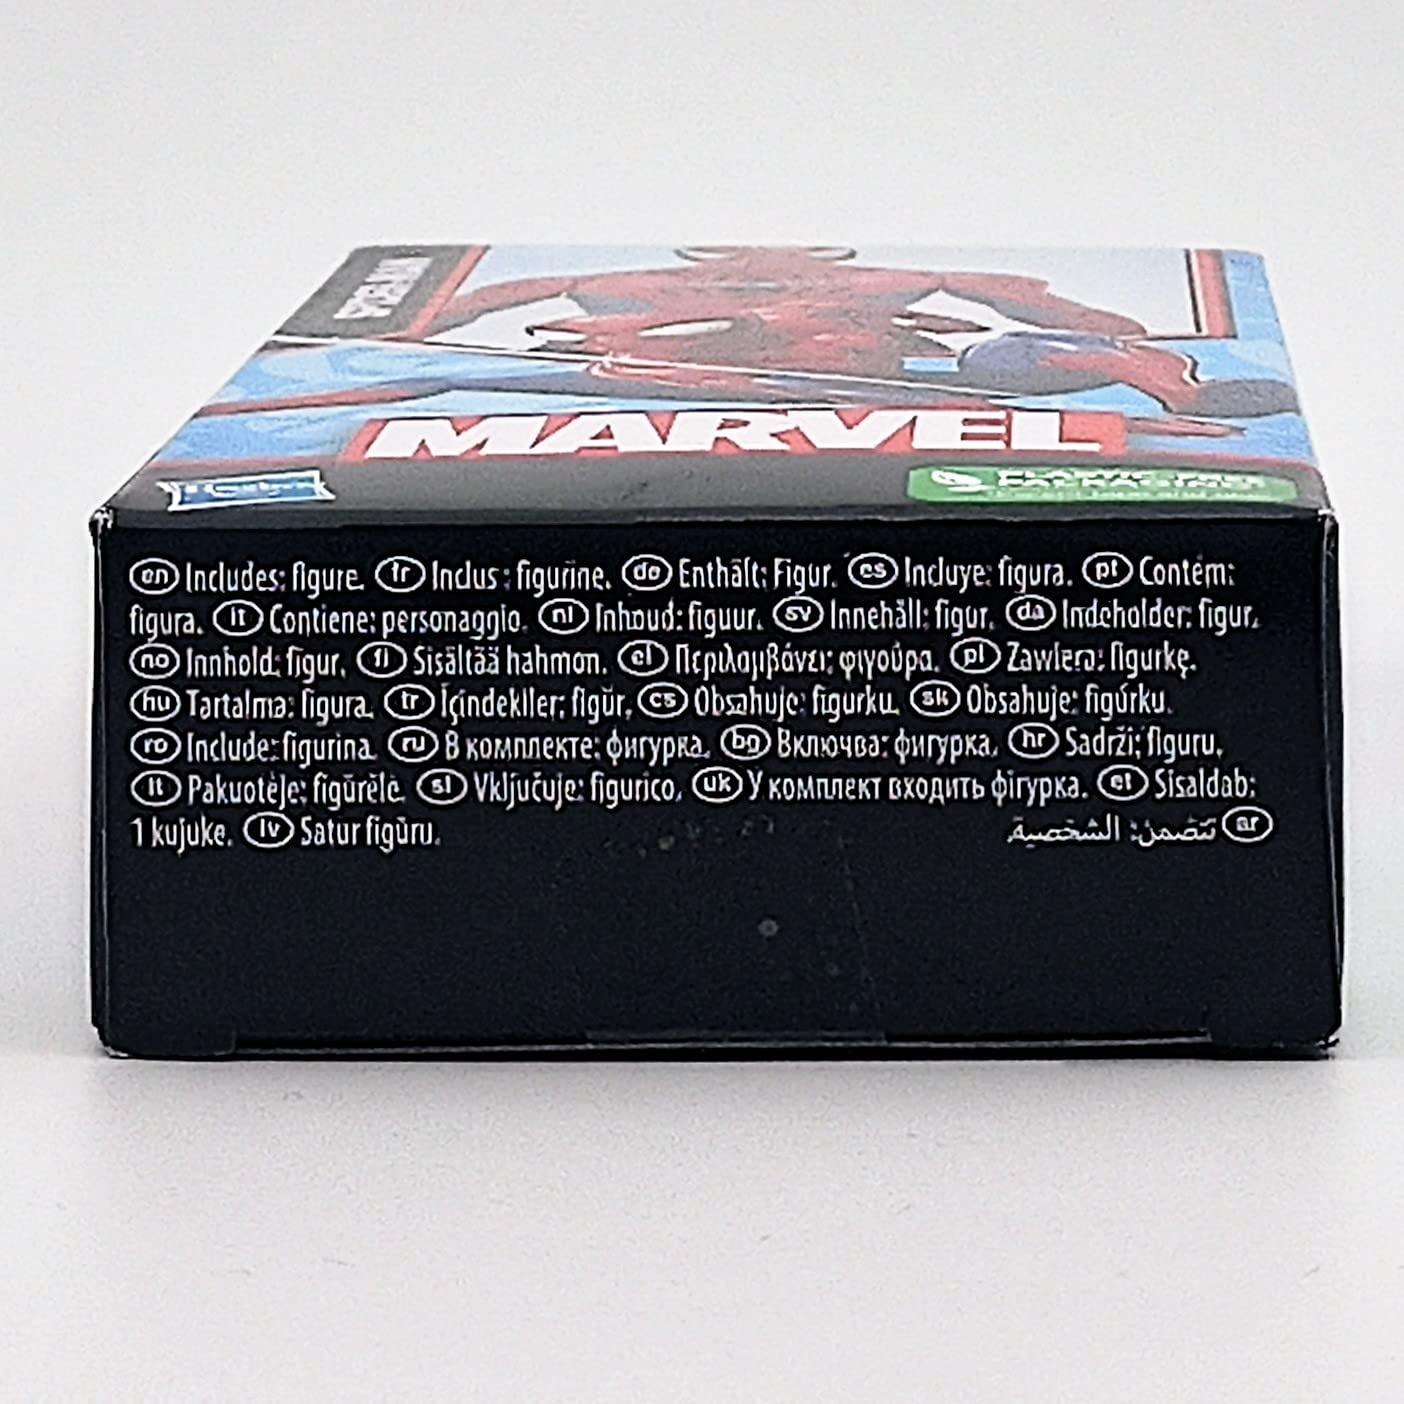 SPIDER-MAN
MARVEL
Hasbro
PLASTIC-FREE
PACKAGING
en Includes: figure. fr Inclus : figurine. de Enthält: Figur. es Incluye: figura. pt Contém:
figura. it Contiene: personaggio. nl Inhoud: figuur. sv Innehåll: figur. da Indeholder: figur.
no Innhold: figur. fi Sisältää hahmon. el Περιλαμβάνει: φιγούρα. pl Zawiera: figurkę.
hu Tartalma: figura. tr İçindekiler: figür. cs Obsahuje: figurku. sk Obsahuje: figúrku.
ro Include: figurina. ru В комплекте: фигурка. bg Включва: фигурка. hr Sadrži: figuru.
lt Pakuotėje: figūrėlė. sl Vključuje: figurico. uk У комплект входить фігурка. et Sisaldab:
1 kujuke. lv Satur figūru. ar تتضمن: الشخصية